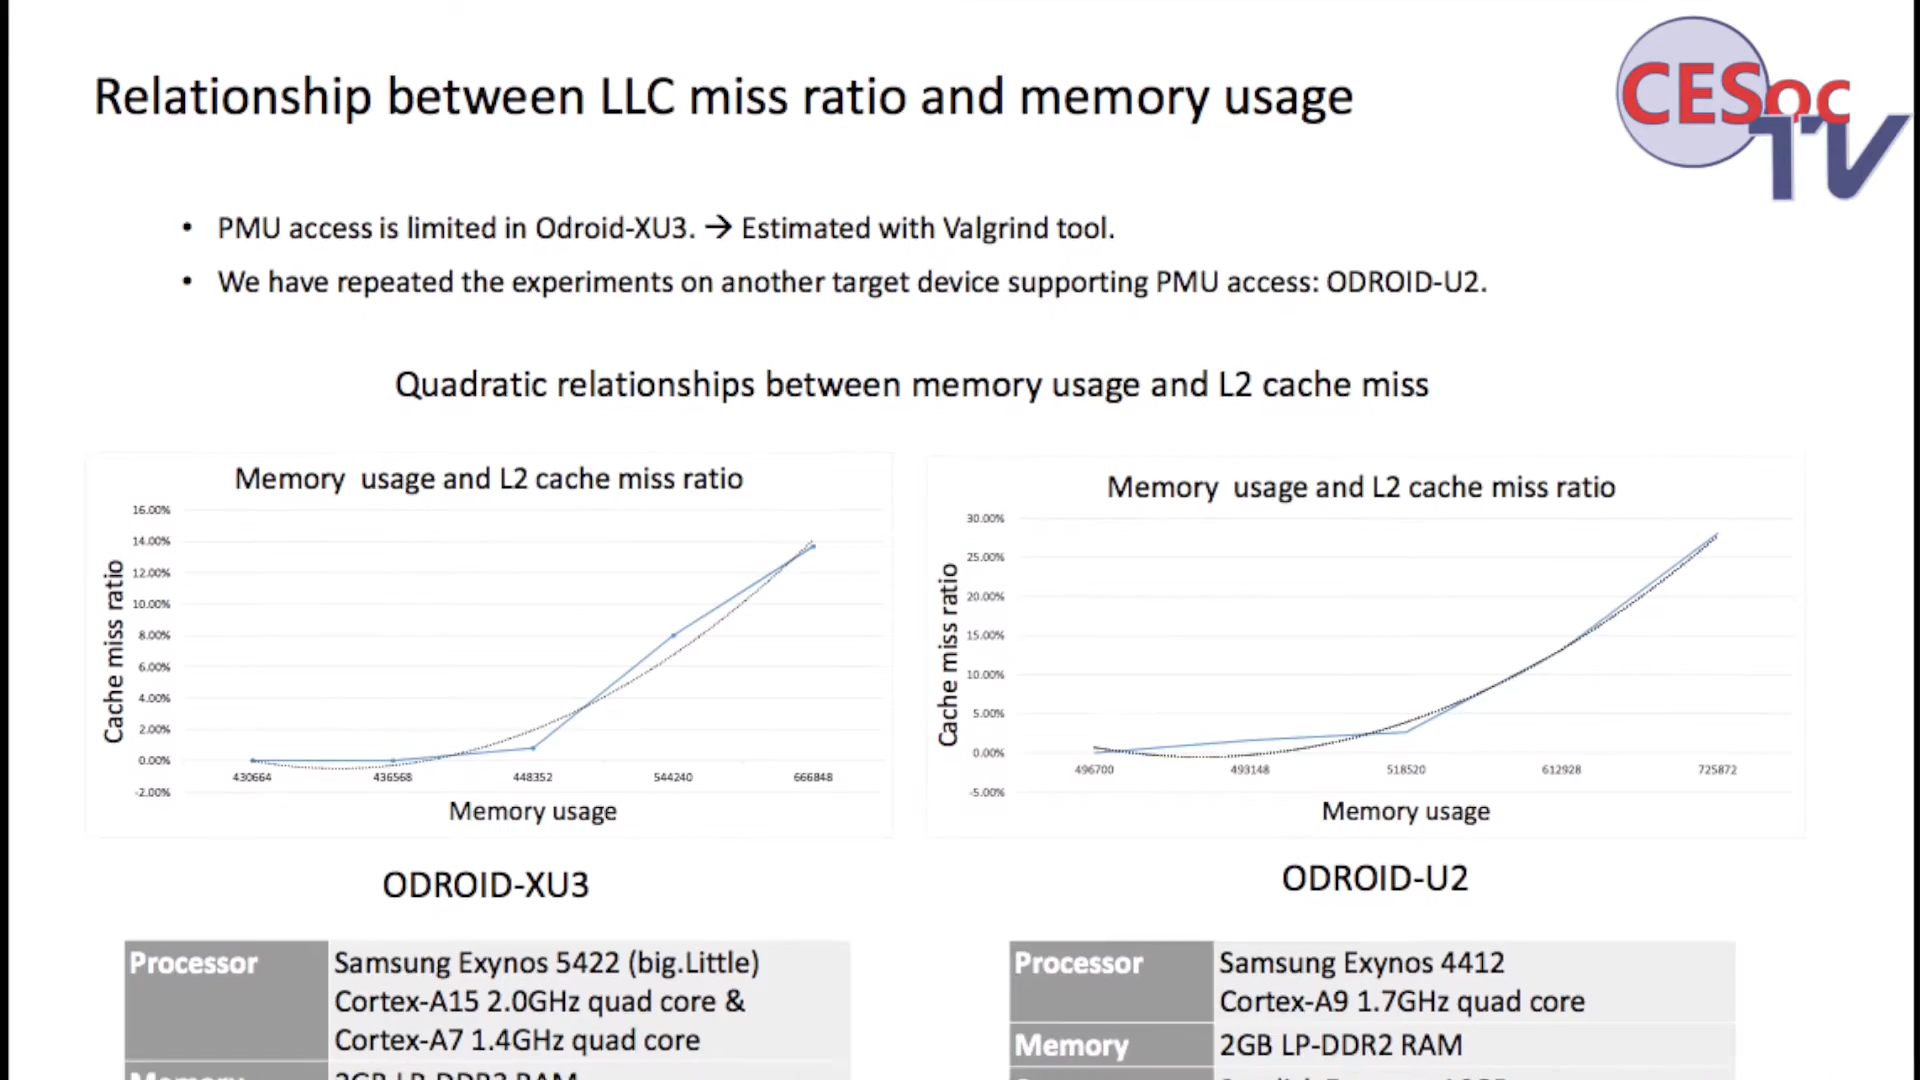 CESoc
TV
Relationship between LLC miss ratio and memory usage
• PMU access is limited in Odroid-XU3. → Estimated with Valgrind tool.
• We have repeated the experiments on another target device supporting PMU access: ODROID-U2.
Quadratic relationships between memory usage and L2 cache miss
Memory usage and L2 cache miss ratio
Cache miss ratio
16.00%
14.00%
12.00%
10.00%
8.00%
6.00%
4.00%
2.00%
0.00%
-2.00%
430664 436568 448352 544240 666848
Memory usage
ODROID-XU3
Processor Samsung Exynos 5422 (big.Little)
Cortex-A15 2.0GHz quad core &
Cortex-A7 1.4GHz quad core
Memory 2GB LP-DDR3 RAM
Memory usage and L2 cache miss ratio
Cache miss ratio
30.00%
25.00%
20.00%
15.00%
10.00%
5.00%
0.00%
-5.00%
496700 493148 518520 612928 725872
Memory usage
ODROID-U2
Processor Samsung Exynos 4412
Cortex-A9 1.7GHz quad core
Memory 2GB LP-DDR2 RAM